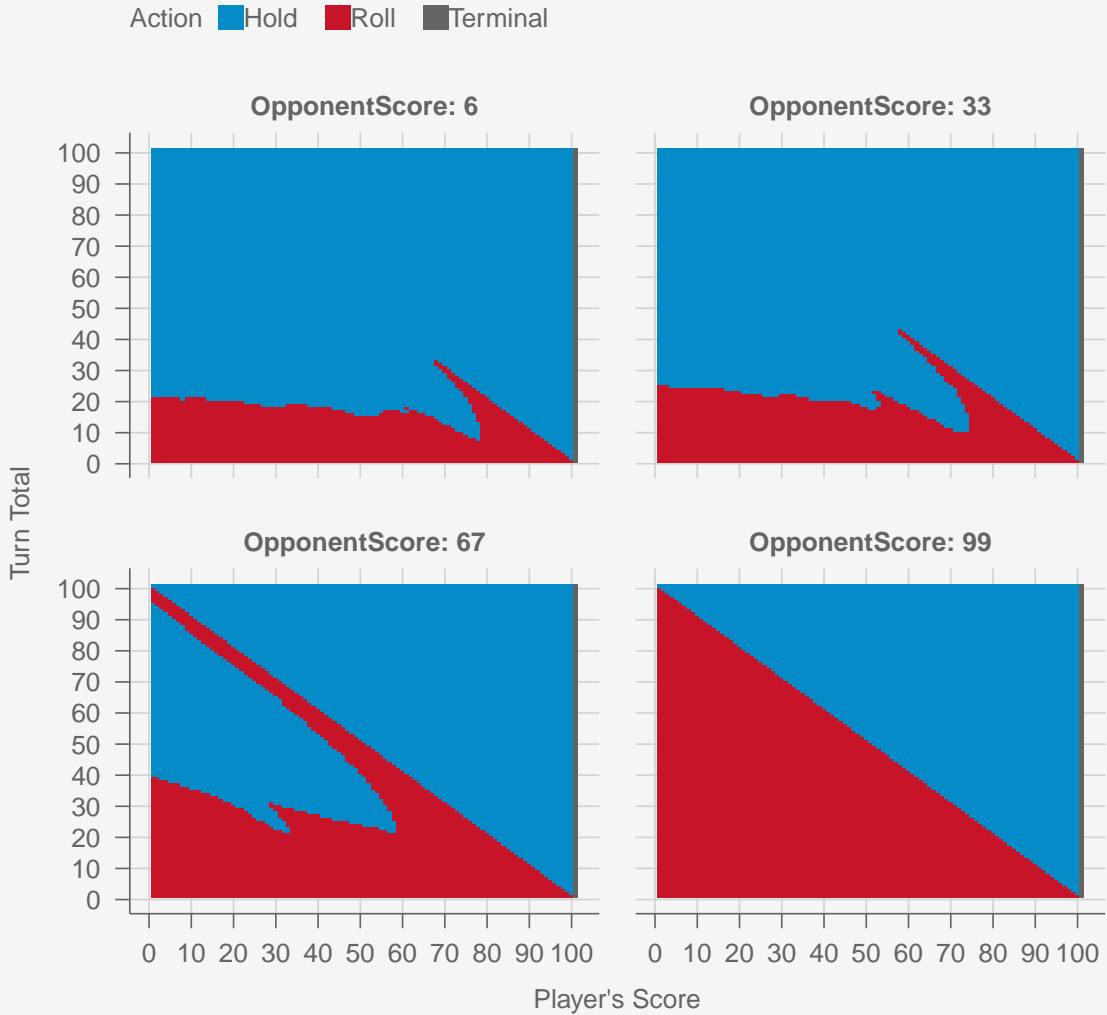 Action Hold Roll Terminal
OpponentScore: 6
OpponentScore: 33
100
90
80
70
60
50
40
30
20
10
0
Turn Total
OpponentScore: 67
OpponentScore: 99
100
90
80
70
60
50
40
30
20
10
0
0 10 20 30 40 50 60 70 80 90 100
0 10 20 30 40 50 60 70 80 90 100
Player's Score